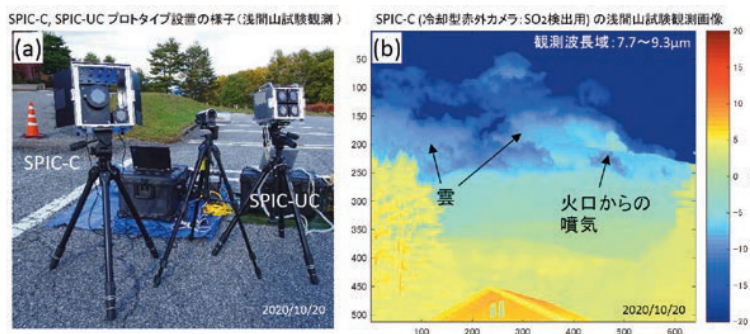 SPIC-C, SPIC-UC プロトタイプ設置の様子(浅間山試験観測)
(a)
SPIC-C
SPIC-UC
2020/10/20
SPIC-C (冷却型赤外カメラ:SO₂検出用) の浅間山試験観測画像
(b)
観測波長域:7.7~9.3μm
雲
火口からの
噴気
2020/10/20
50
100
150
200
250
300
350
400
450
500
100
200
300
400
500
600
20
15
10
5
0
−5
−10
−15
−20